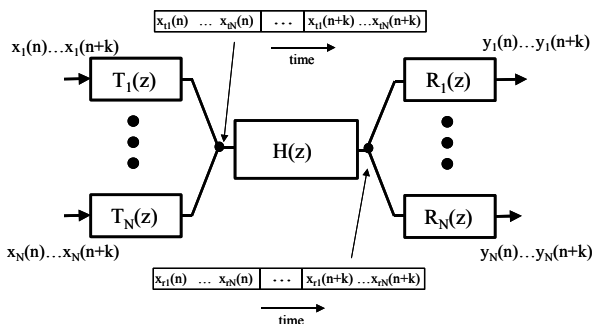 x_t1(n) … x_tN(n) … x_t1(n+k) …x_tN(n+k)
time
x_1(n)…x_1(n+k)
y_1(n)…y_1(n+k)
T_1(z)
R_1(z)
H(z)
T_N(z)
R_N(z)
x_N(n)…x_N(n+k)
y_N(n)…y_N(n+k)
x_r1(n) … x_rN(n) … x_r1(n+k) …x_rN(n+k)
time